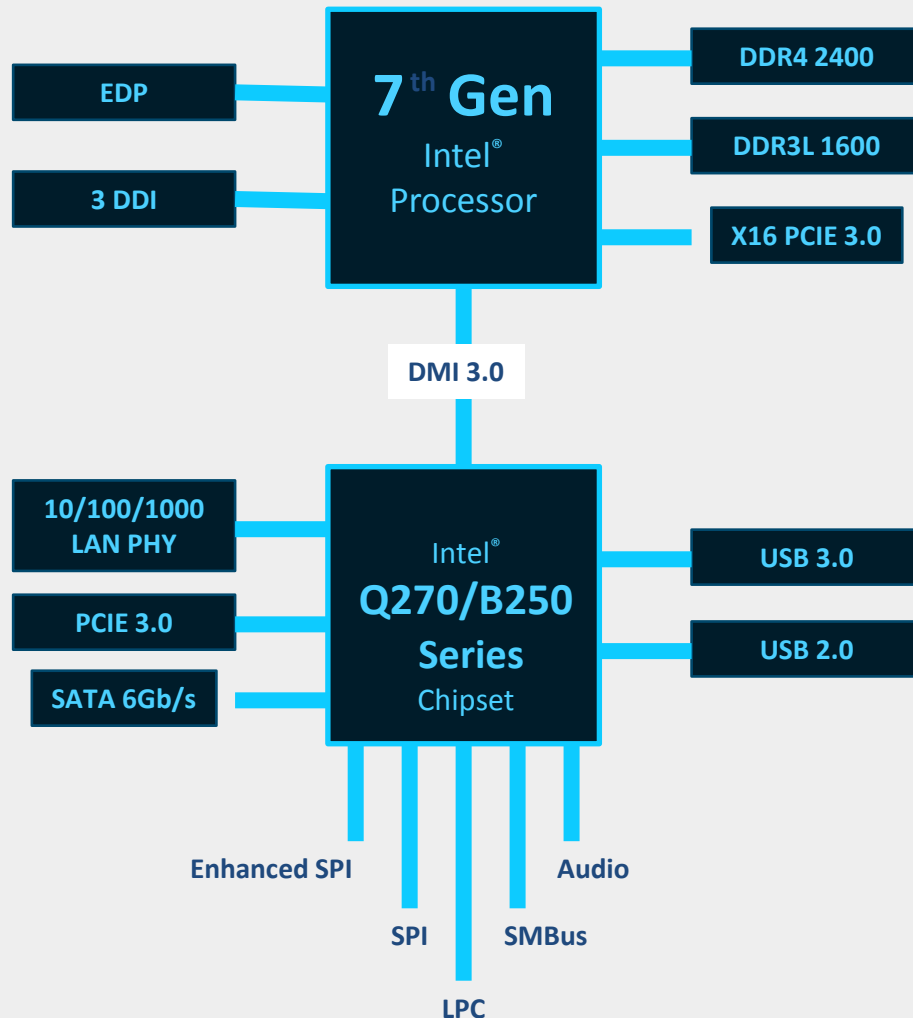 EDP
3 DDI
7th Gen
Intel®
Processor
DDR4 2400
DDR3L 1600
X16 PCIE 3.0
DMI 3.0
10/100/1000
LAN PHY
PCIE 3.0
SATA 6Gb/s
Intel®
Q270/B250
Series
Chipset
USB 3.0
USB 2.0
Enhanced SPI
Audio
SPI
SMBus
LPC